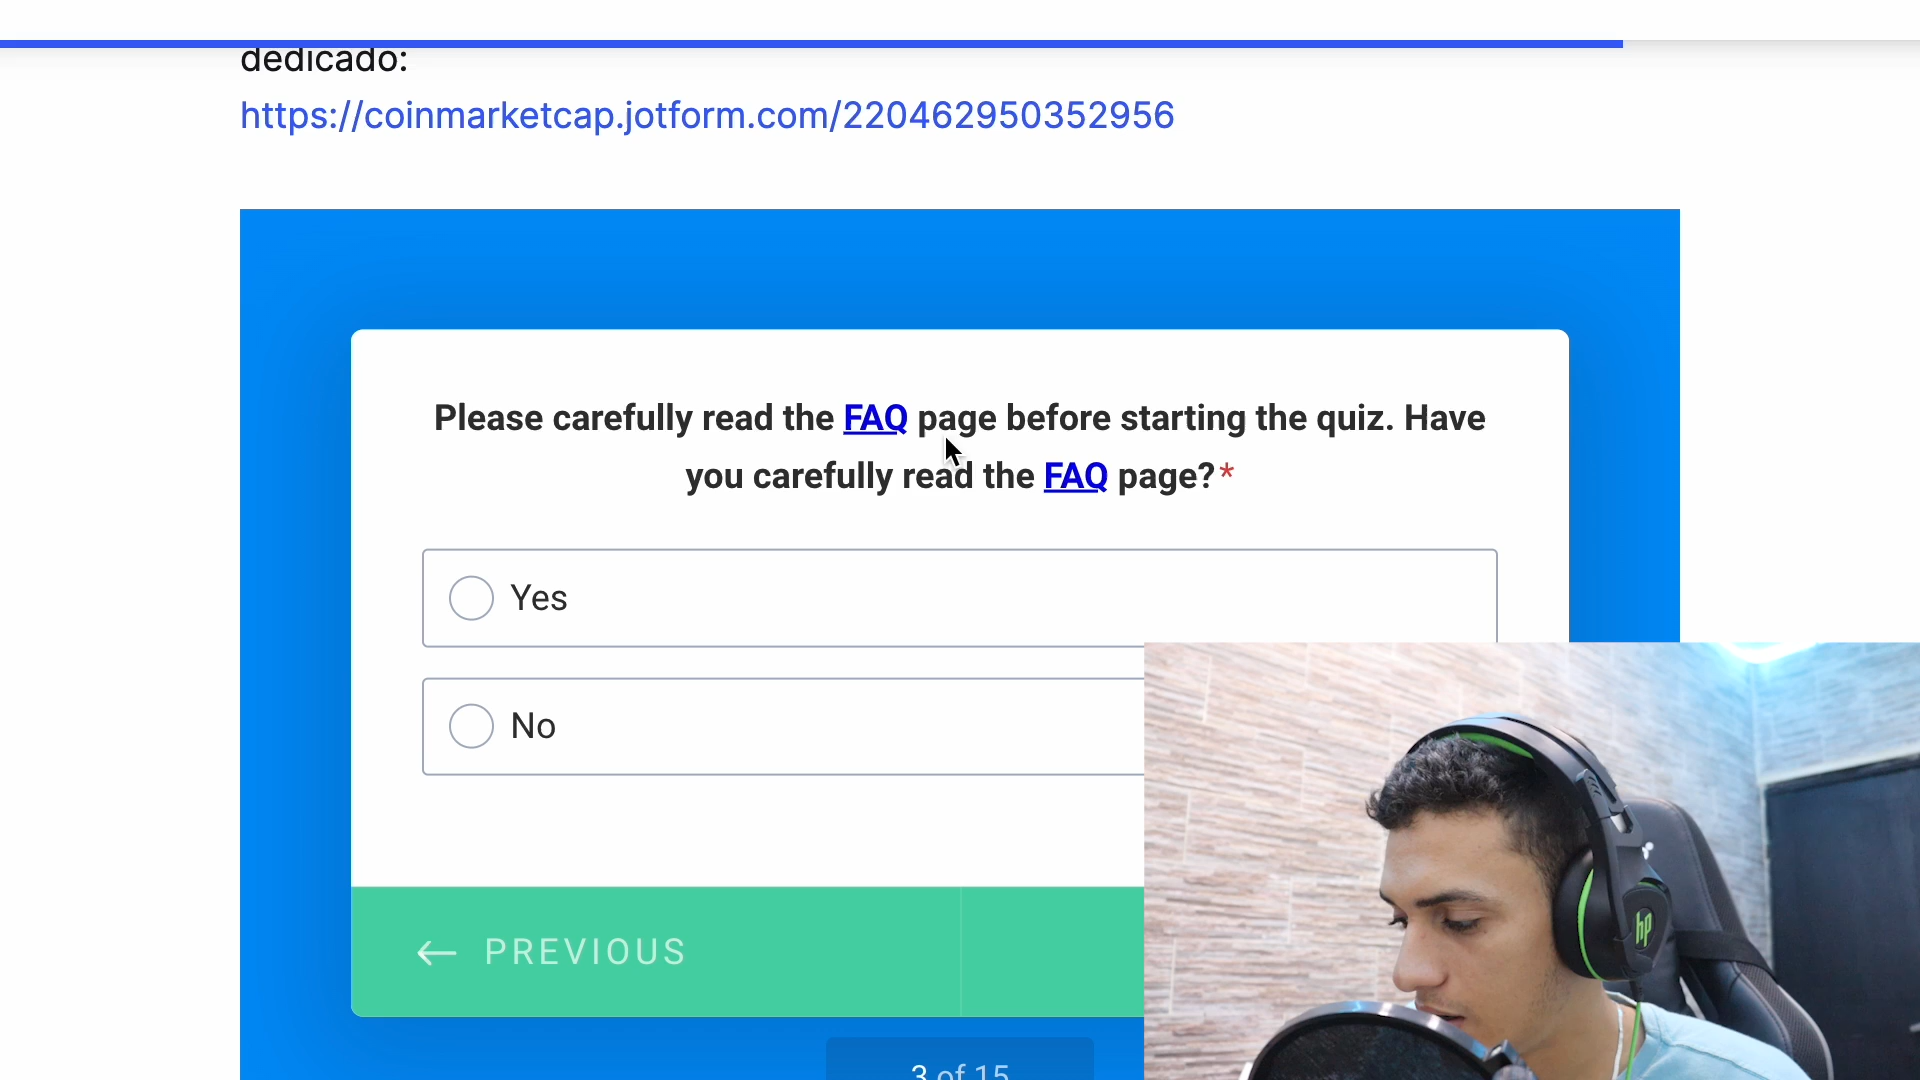 dedicado:
https://coinmarketcap.jotform.com/220462950352956
Please carefully read the FAQ page before starting the quiz. Have
you carefully read the FAQ page?*
Yes
No
← PREVIOUS
3 of 15
hp